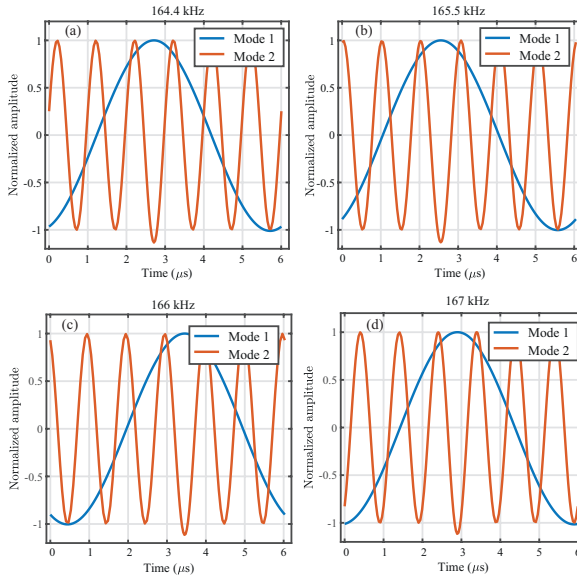 164.4 kHz
(a)
Mode 1
Mode 2
1
0.5
0
-0.5
-1
Normalized amplitude
0 1 2 3 4 5 6
Time (μs)
165.5 kHz
(b)
Mode 1
Mode 2
1
0.5
0
-0.5
-1
Normalized amplitude
0 1 2 3 4 5 6
Time (μs)
166 kHz
(c)
Mode 1
Mode 2
1
0.5
0
-0.5
-1
Normalized amplitude
0 1 2 3 4 5 6
Time (μs)
167 kHz
(d)
Mode 1
Mode 2
1
0.5
0
-0.5
-1
Normalized amplitude
0 1 2 3 4 5 6
Time (μs)